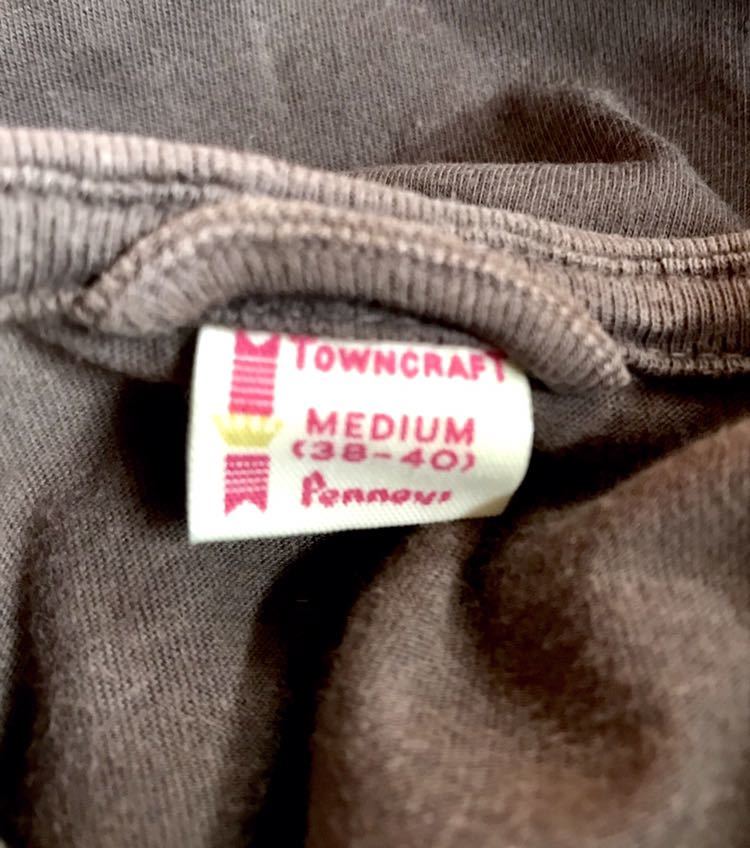 TOWNCRAFT
MEDIUM
(38-40)
Penneys